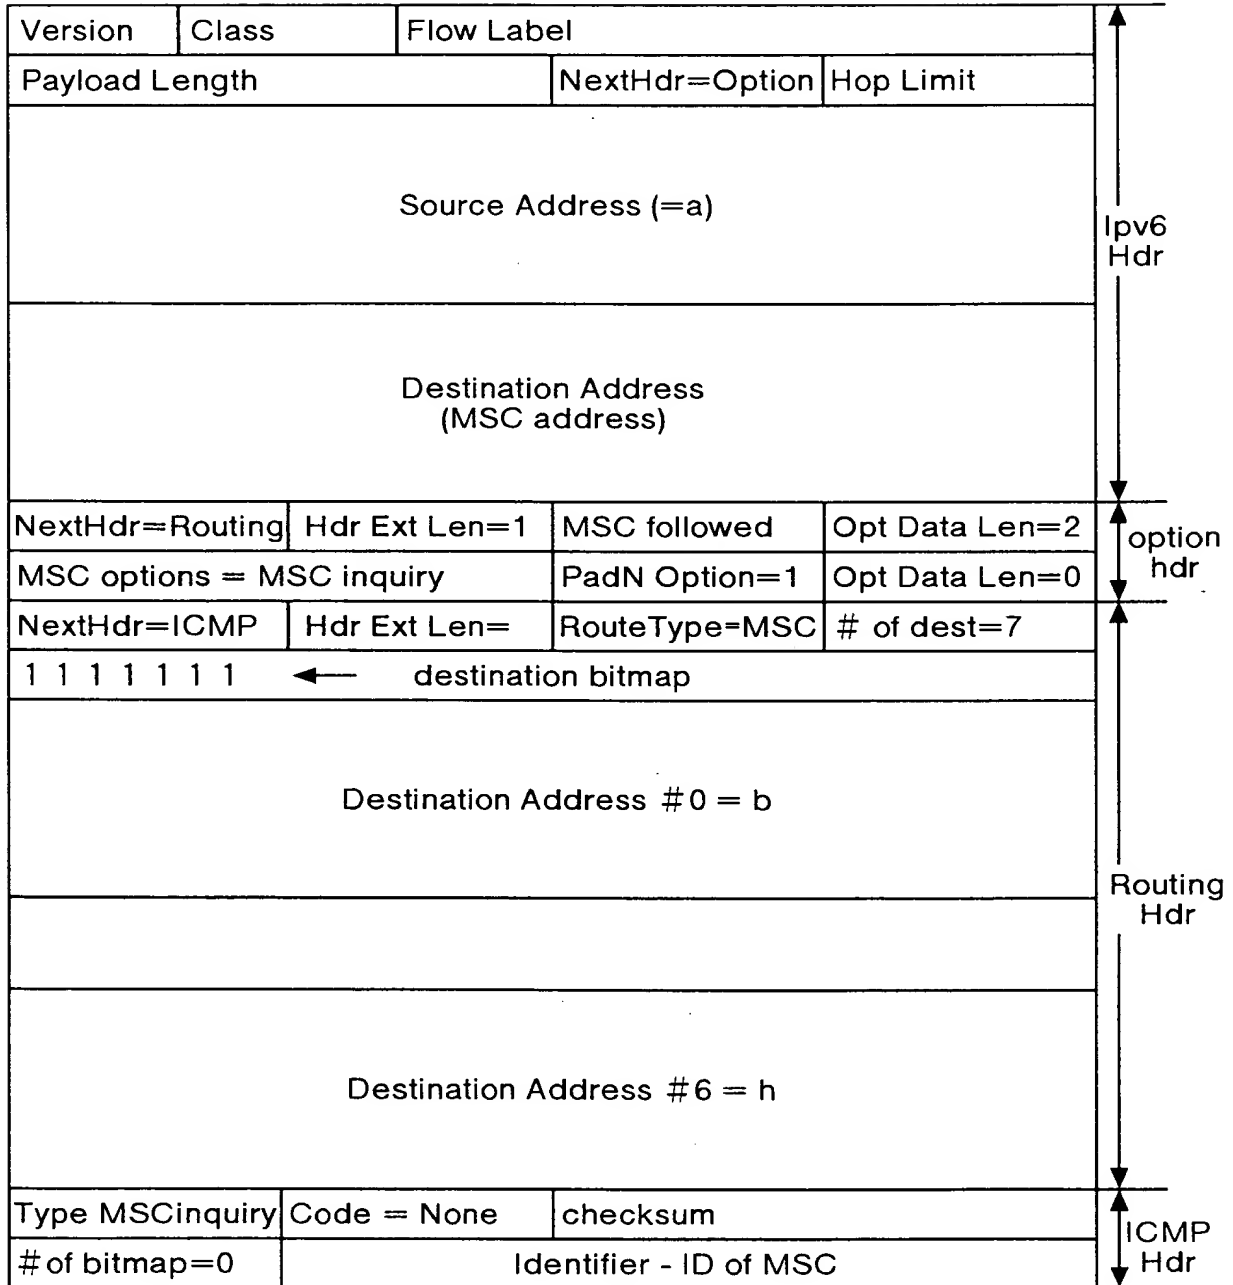 Version Class Flow Label
Payload Length NextHdr=Option Hop Limit
Source Address (=a)
Ipv6
Hdr
Destination Address
(MSC address)
NextHdr=Routing Hdr Ext Len=1 MSC followed Opt Data Len=2
option
hdr
MSC options = MSC inquiry PadN Option=1 Opt Data Len=0
NextHdr=ICMP Hdr Ext Len= RouteType=MSC # of dest=7
1 1 1 1 1 1 1 ← destination bitmap
Destination Address #0 = b
Routing
Hdr
Destination Address #6 = h
Type MSCinquiry Code = None checksum
ICMP
Hdr
# of bitmap=0 Identifier - ID of MSC